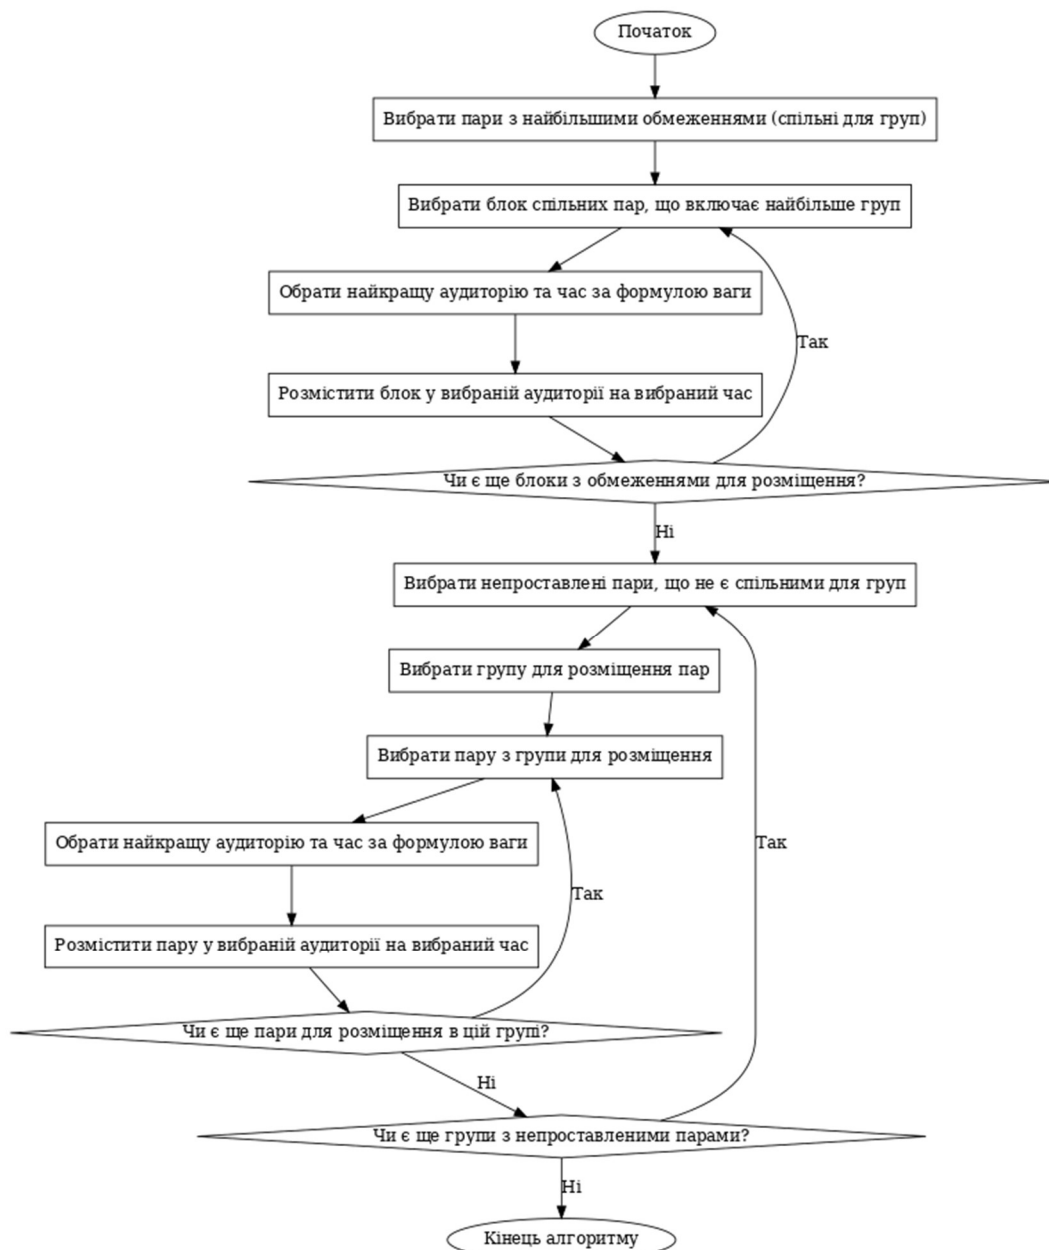 Початок
Вибрати пари з найбільшими обмеженнями (спільні для груп)
Вибрати блок спільних пар, що включає найбільше груп
Обрати найкращу аудиторію та час за формулою ваги
Так
Розмістити блок у вибраній аудиторії на вибраний час
Чи є ще блоки з обмеженнями для розміщення?
Ні
Вибрати непроставлені пари, що не є спільними для груп
Вибрати групу для розміщення пар
Вибрати пару з групи для розміщення
Обрати найкращу аудиторію та час за формулою ваги
Так
Так
Розмістити пару у вибраній аудиторії на вибраний час
Чи є ще пари для розміщення в цій групі?
Ні
Чи є ще групи з непроставленими парами?
Ні
Кінець алгоритму